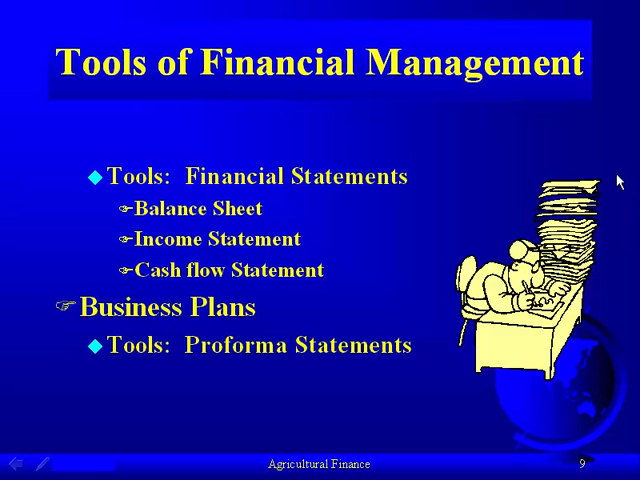 Tools of Financial Management
Tools: Financial Statements
Balance Sheet
Income Statement
Cash flow Statement
Business Plans
Tools: Proforma Statements
Agricultural Finance 9